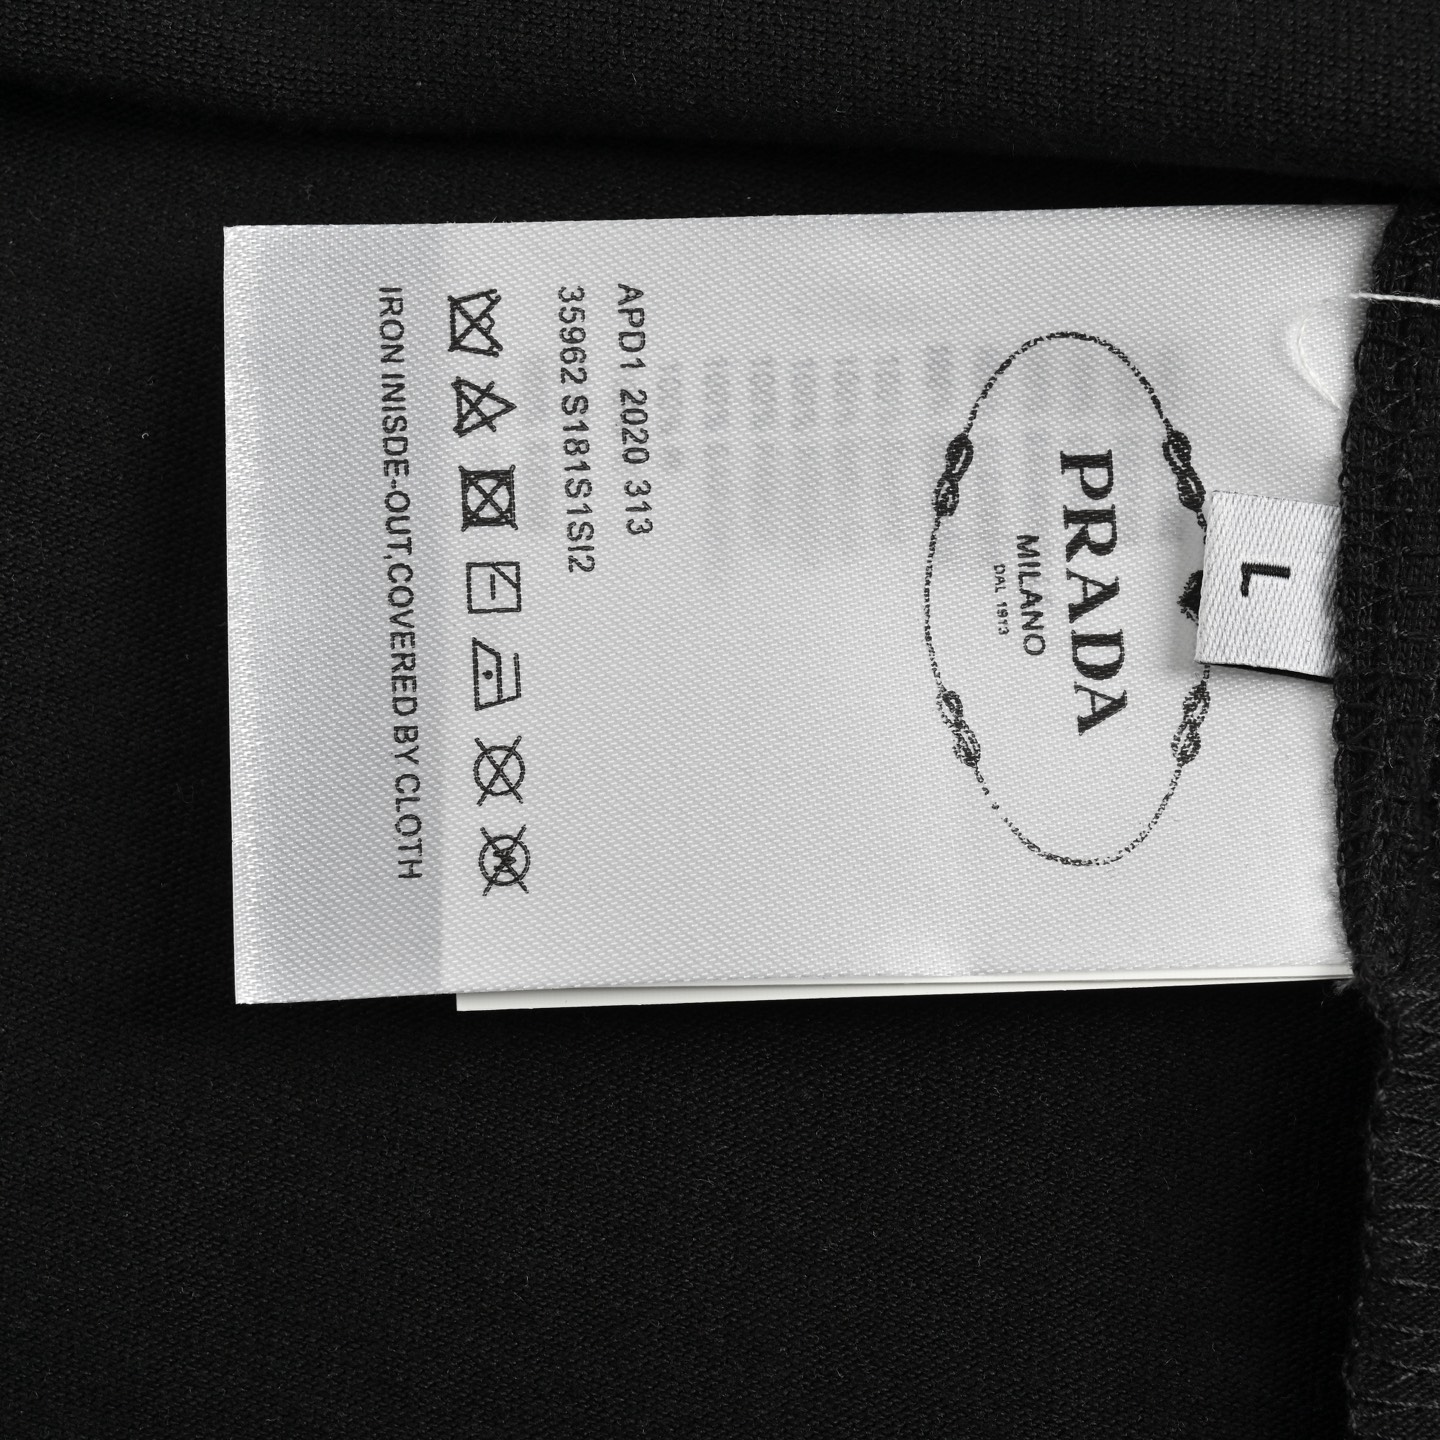 L
PRADA
MILANO
DAL 1913
APD1 2020 313
35962 S181S1SI2
IRON INISDE-OUT,COVERED BY CLOTH